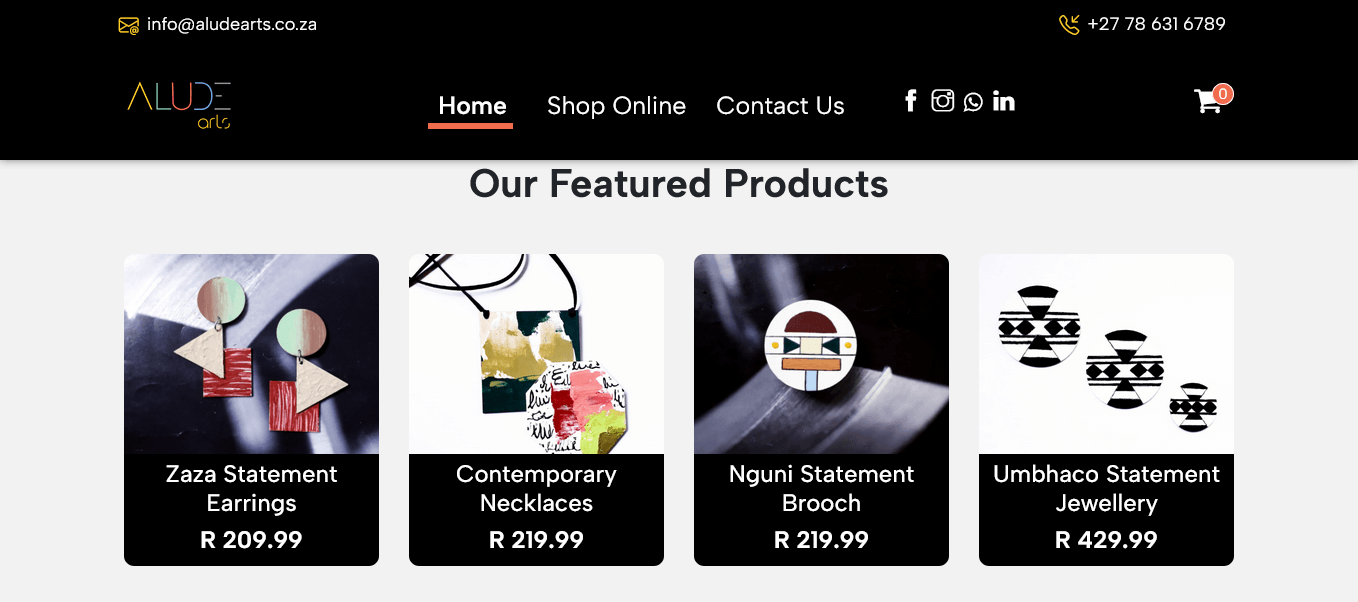 info@aludearts.co.za
+27 78 631 6789
ALUDE
arts
Home
Shop Online
Contact Us
in
0
Our Featured Products
Zaza Statement
Earrings
R 209.99
Contemporary
Necklaces
R 219.99
Nguni Statement
Brooch
R 219.99
Umbhaco Statement
Jewellery
R 429.99